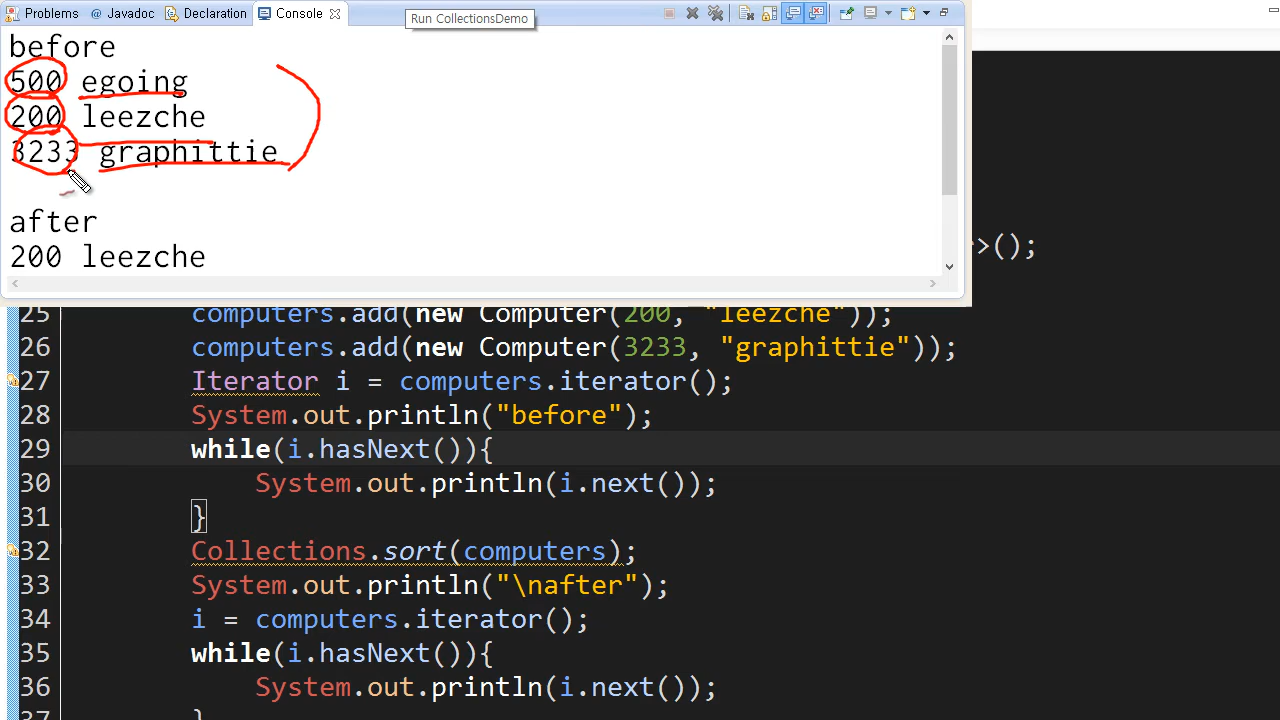 Problems @ Javadoc Declaration Console
Run CollectionsDemo
before
500 egoing
200 leezche
3233 graphittie
after
200 leezche
>();
25 computers.add(new Computer(200, "leezche"));
26 computers.add(new Computer(3233, "graphittie"));
27 Iterator i = computers.iterator();
28 System.out.println("before");
29 while(i.hasNext()){
30 System.out.println(i.next());
31 }
32 Collections.sort(computers);
33 System.out.println("\nafter");
34 i = computers.iterator();
35 while(i.hasNext()){
36 System.out.println(i.next());
37 }